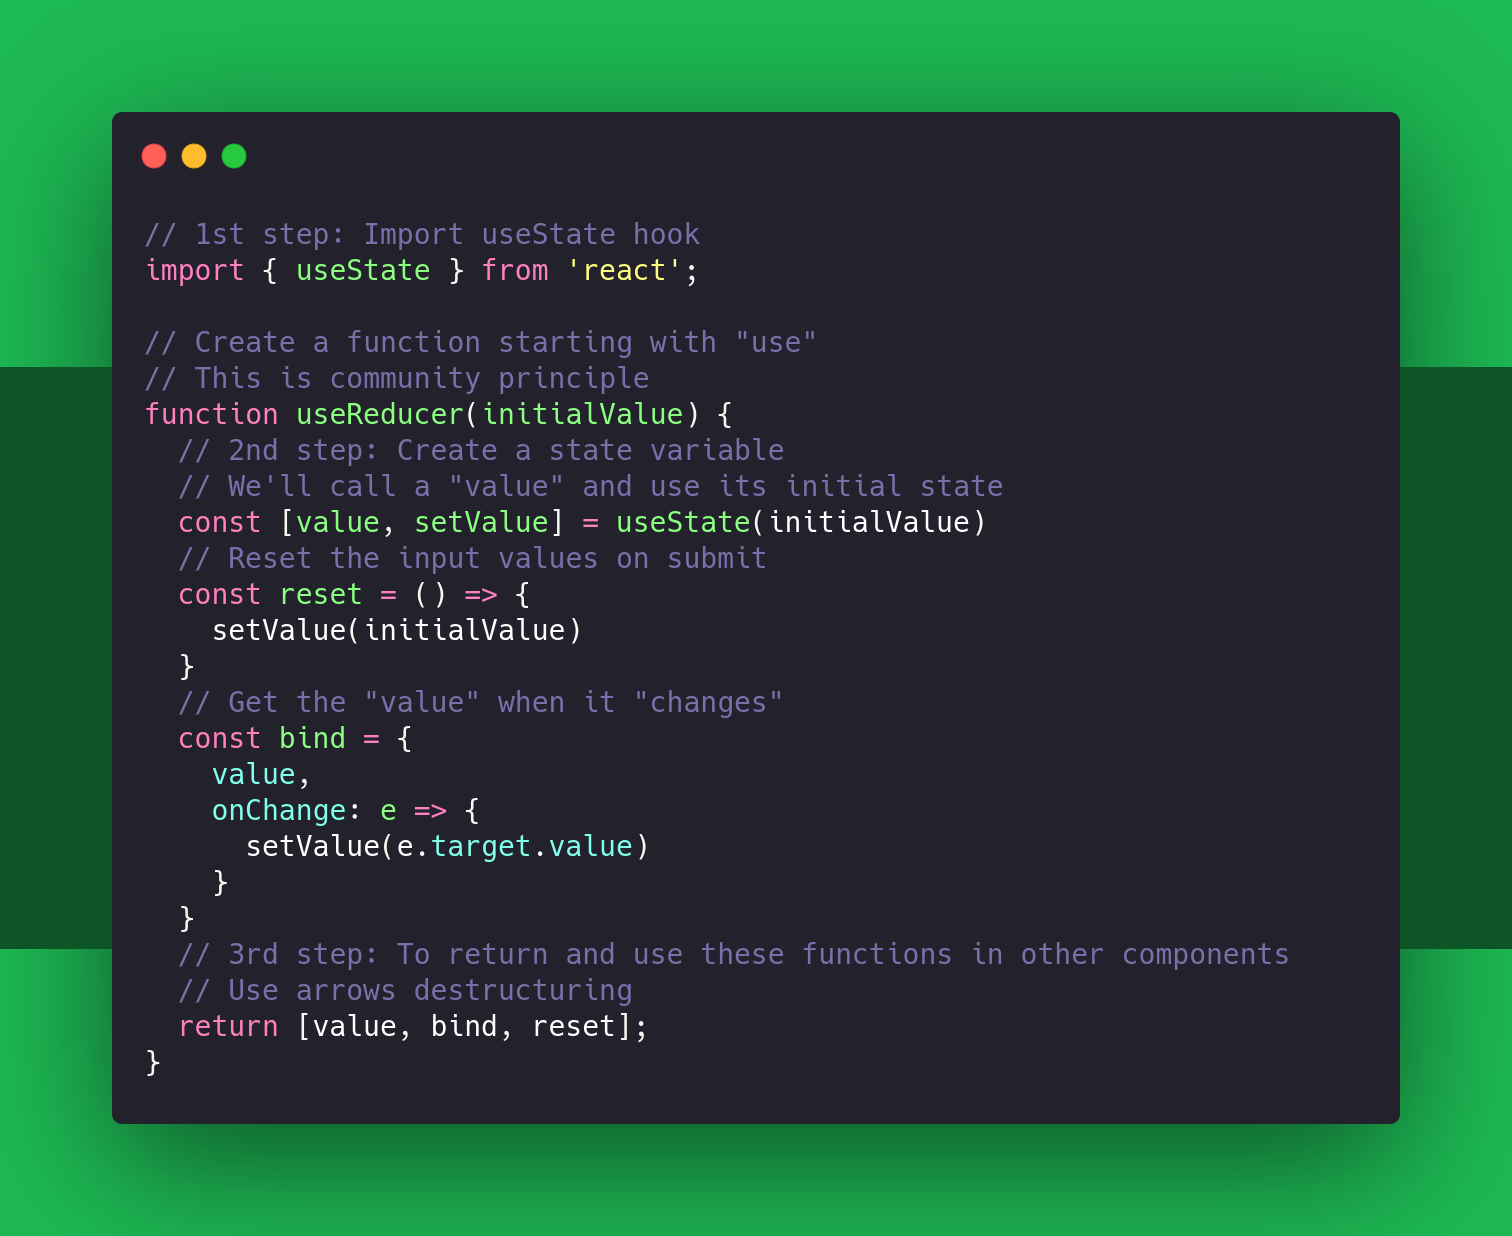 // 1st step: Import useState hook
import { useState } from 'react';

// Create a function starting with "use"
// This is community principle
function useReducer(initialValue) {
  // 2nd step: Create a state variable
  // We'll call a "value" and use its initial state
  const [value, setValue] = useState(initialValue)
  // Reset the input values on submit
  const reset = () => {
    setValue(initialValue)
  }
  // Get the "value" when it "changes"
  const bind = {
    value,
    onChange: e => {
      setValue(e.target.value)
    }
  }
  // 3rd step: To return and use these functions in other components
  // Use arrows destructuring
  return [value, bind, reset];
}